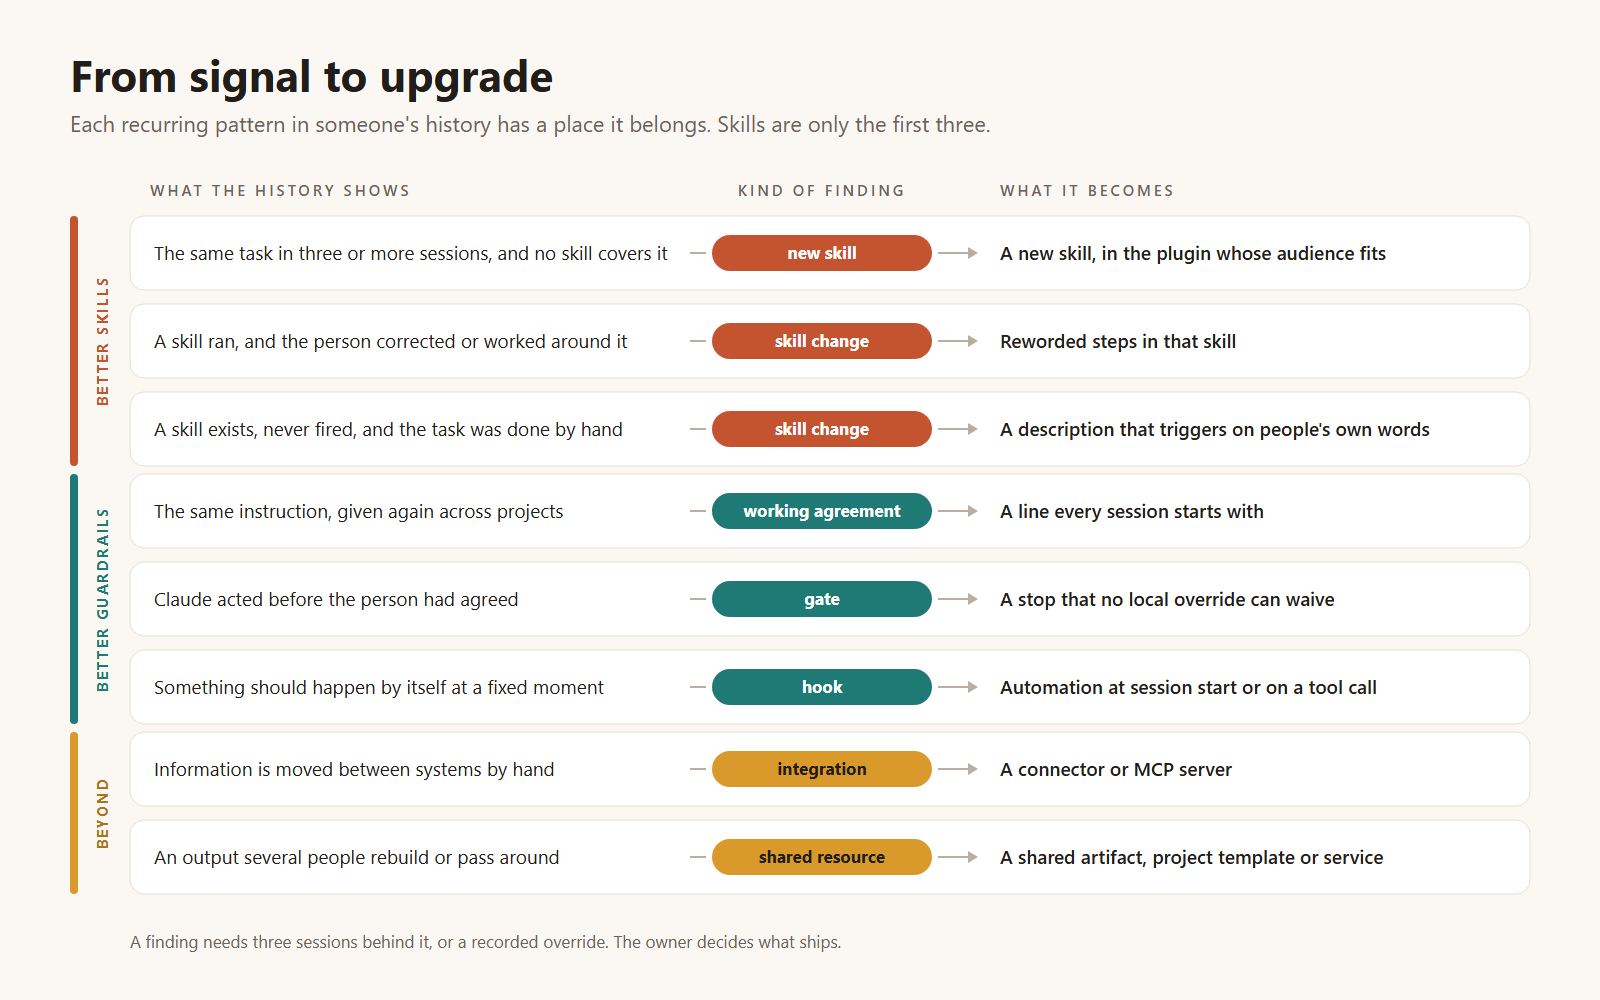 From signal to upgrade
Each recurring pattern in someone's history has a place it belongs. Skills are only the first three.
WHAT THE HISTORY SHOWS
KIND OF FINDING
WHAT IT BECOMES
BETTER SKILLS
The same task in three or more sessions, and no skill covers it
new skill
A new skill, in the plugin whose audience fits
A skill ran, and the person corrected or worked around it
skill change
Reworded steps in that skill
A skill exists, never fired, and the task was done by hand
skill change
A description that triggers on people's own words
BETTER GUARDRAILS
The same instruction, given again across projects
working agreement
A line every session starts with
Claude acted before the person had agreed
gate
A stop that no local override can waive
Something should happen by itself at a fixed moment
hook
Automation at session start or on a tool call
BEYOND
Information is moved between systems by hand
integration
A connector or MCP server
An output several people rebuild or pass around
shared resource
A shared artifact, project template or service
A finding needs three sessions behind it, or a recorded override. The owner decides what ships.